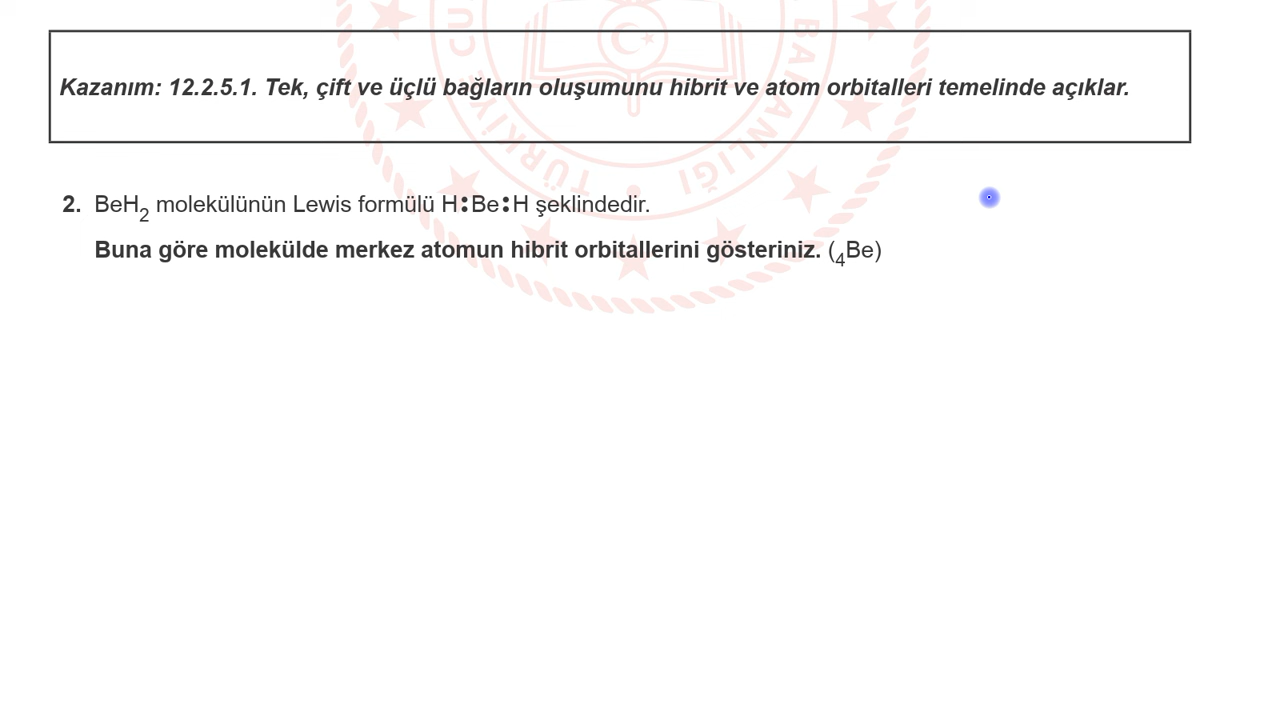 Kazanım: 12.2.5.1. Tek, çift ve üçlü bağların oluşumunu hibrit ve atom orbitalleri temelinde açıklar.
2. BeH₂ molekülünün Lewis formülü H:Be:H şeklindedir.
Buna göre molekülde merkez atomun hibrit orbitallerini gösteriniz. (₄Be)